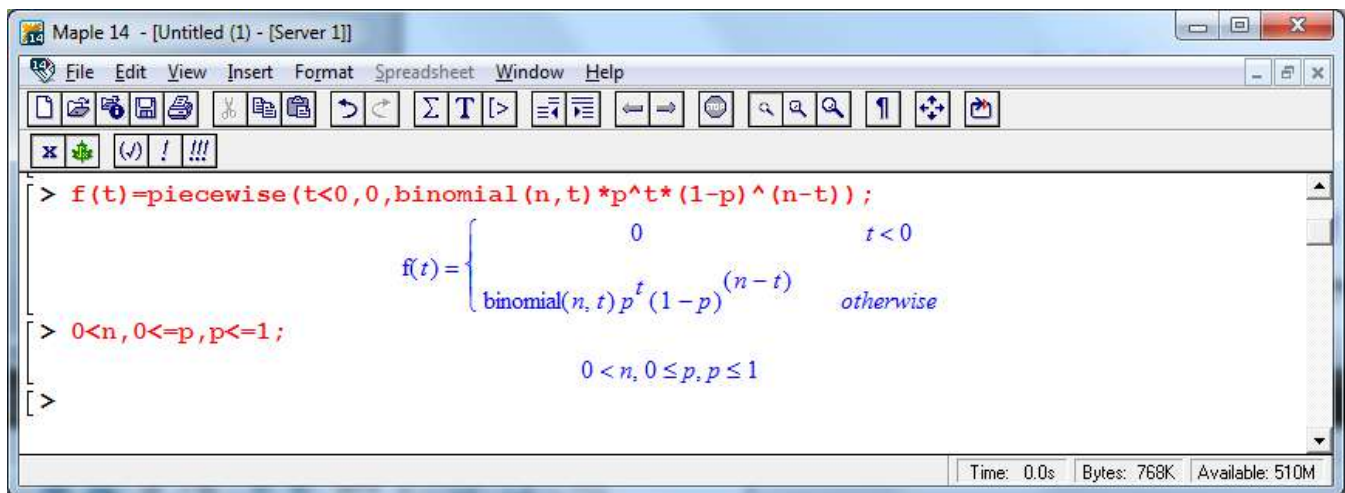 Maple 14 - [Untitled (1) - [Server 1]]
File Edit View Insert Format Spreadsheet Window Help
Σ T [>
STOP
¶
x (√) ! !!!
[> f(t)=piecewise(t<0,0,binomial(n,t)*p^t*(1-p)^(n-t));
f(t) = { 0 t < 0
binomial(n, t) p^t (1 − p)^(n − t) otherwise
[> 0<n,0<=p,p<=1;
0 < n, 0 ≤ p, p ≤ 1
[>
Time: 0.0s Bytes: 768K Available: 510M